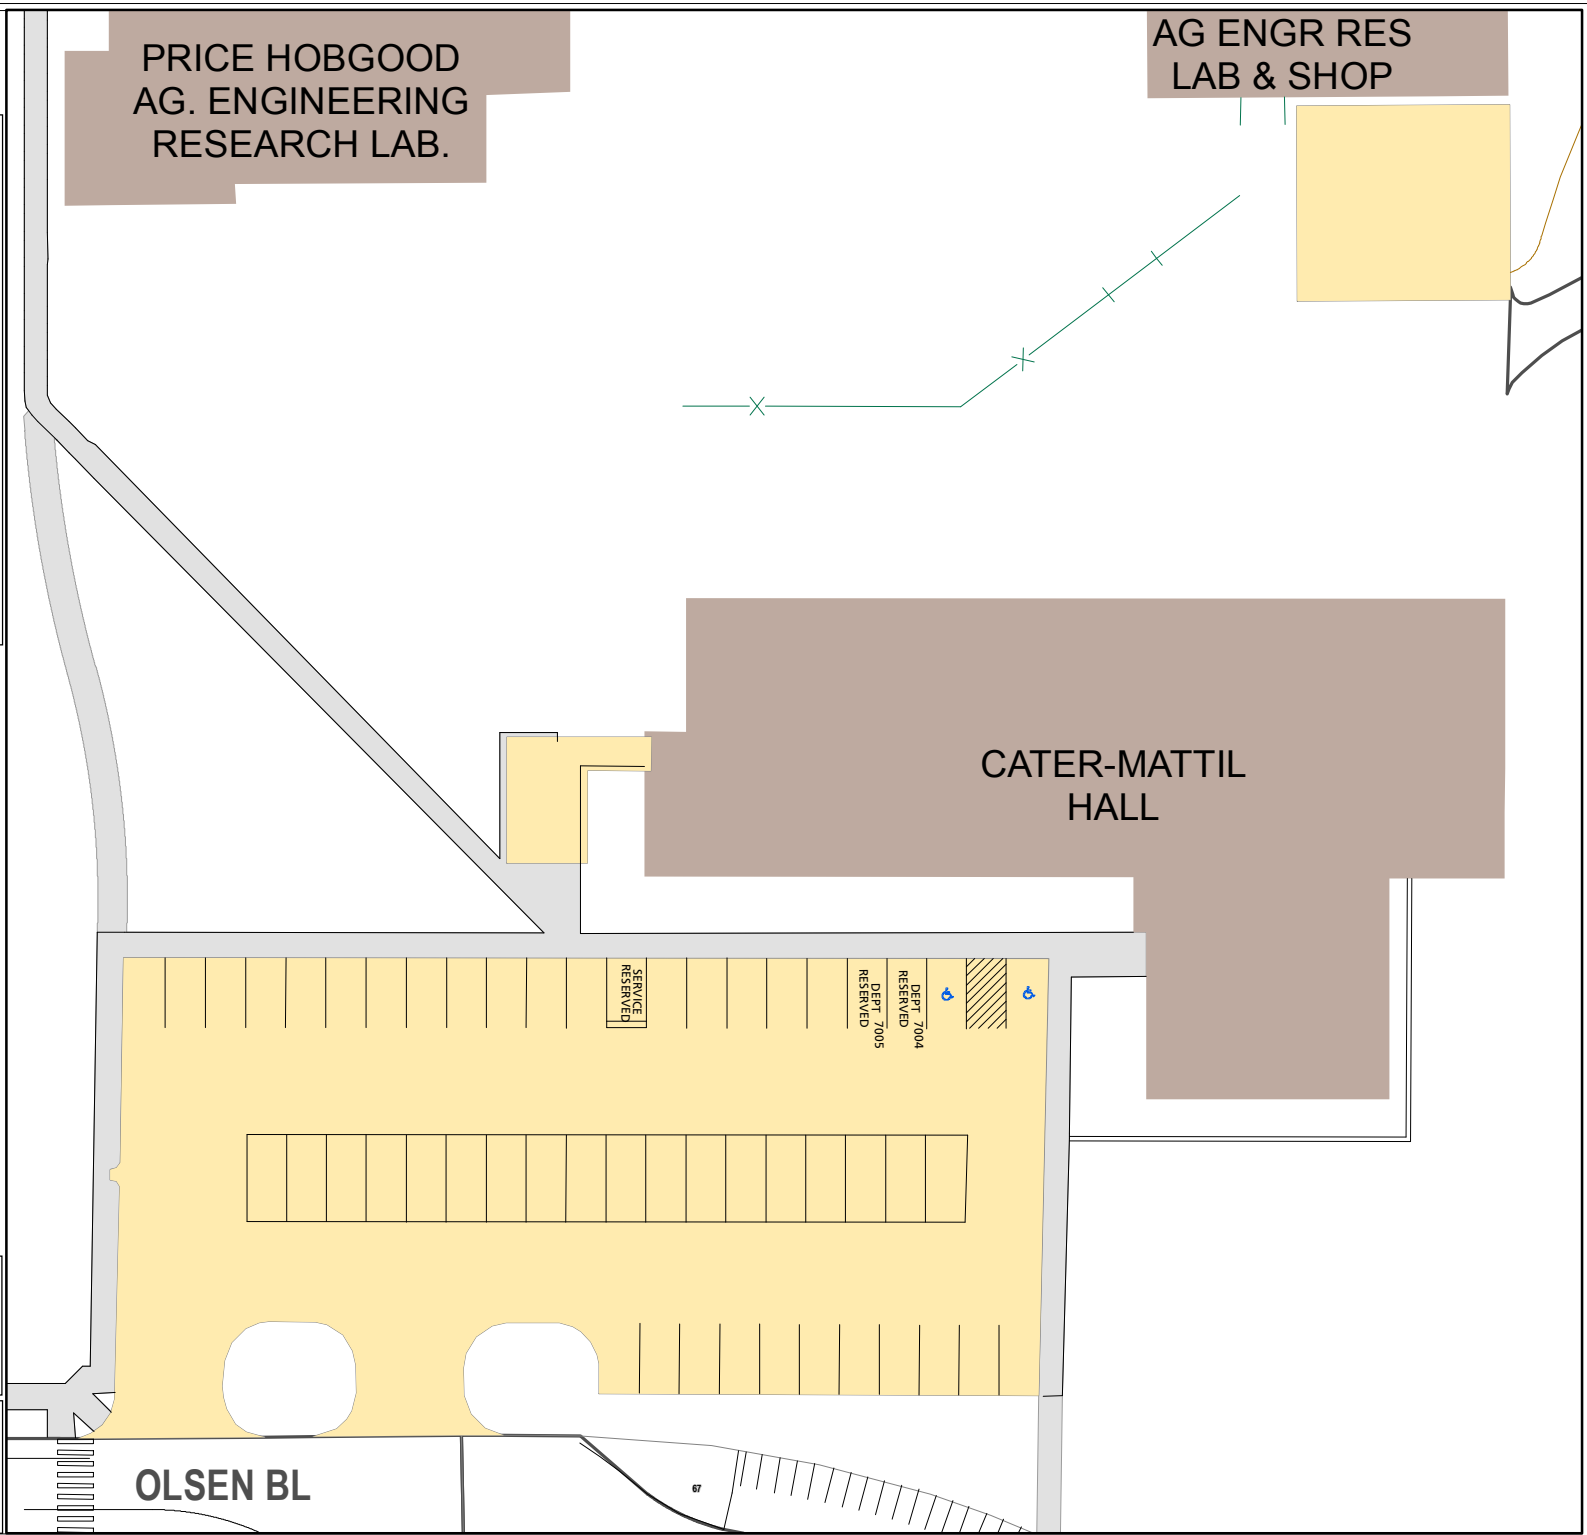 PRICE HOBGOOD
AG. ENGINEERING
RESEARCH LAB.
AG ENGR RES
LAB & SHOP
CATER-MATTIL
HALL
SERVICE
RESERVED
DEPT 7005
RESERVED
DEPT 7004
RESERVED
OLSEN BL
67